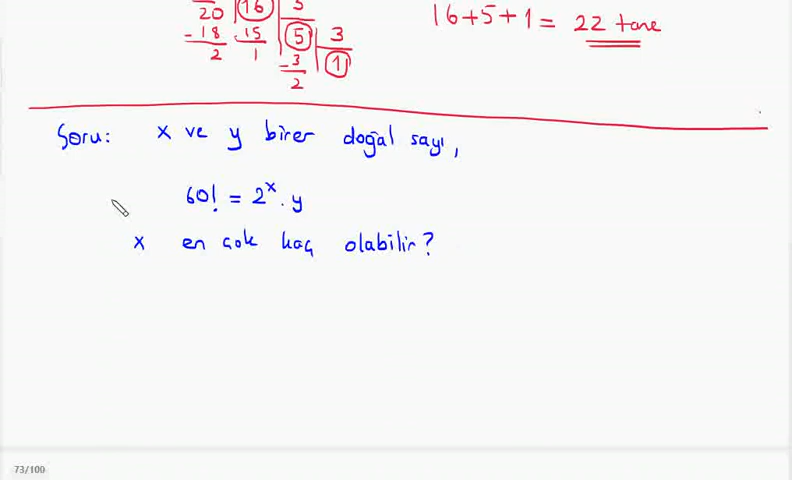 20 16 3
-18 15 5 3
2 1 -3 1
2
16+5+1 = 22 tane
Soru: x ve y birer doğal sayı,
60! = 2^x . y
x en çok kaç olabilir?
73/100